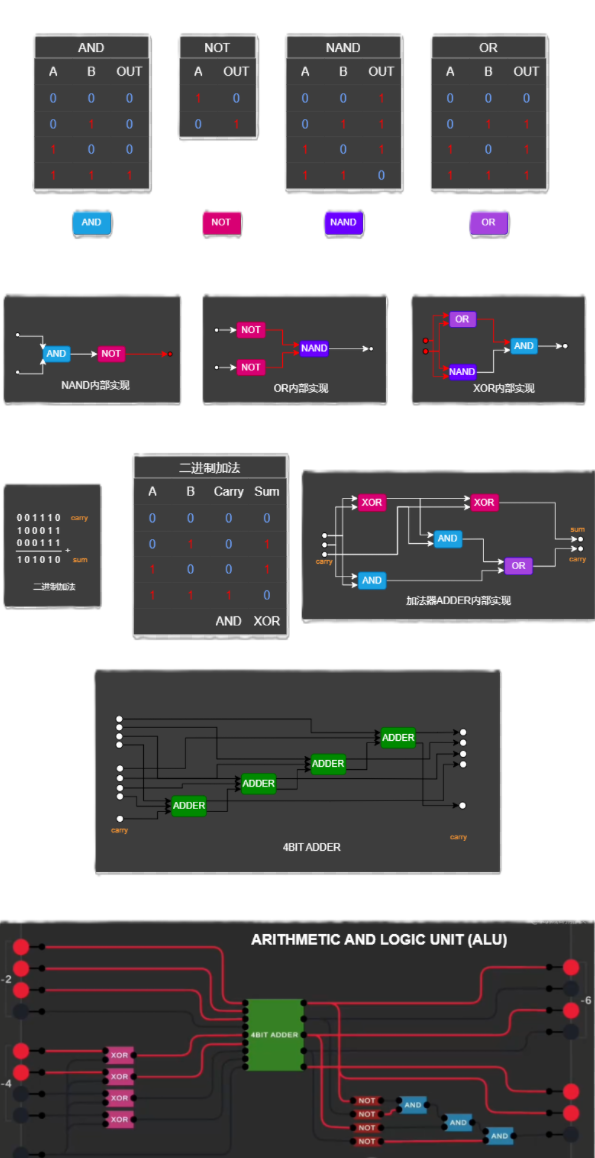 AND
A B OUT
0 0 0
0 1 0
1 0 0
1 1 1
NOT
A OUT
1 0
0 1
NAND
A B OUT
0 0 1
0 1 1
1 0 1
1 1 0
OR
A B OUT
0 0 0
0 1 1
1 0 1
1 1 1
AND
NOT
NAND
OR
AND
NOT
NAND内部实现
NOT
NAND
NOT
OR内部实现
OR
AND
NAND
XOR内部实现
001110 carry
100011
000111
+
101010 sum
二进制加法
二进制加法
A B Carry Sum
0 0 0 0
0 1 0 1
1 0 0 1
1 1 1 0
AND XOR
XOR
XOR
AND
OR
AND
carry
sum
carry
加法器ADDER内部实现
ADDER
ADDER
ADDER
ADDER
carry
carry
4BIT ADDER
ARITHMETIC AND LOGIC UNIT (ALU)
-2
-6
4BIT ADDER
XOR
XOR
XOR
XOR
-4
NOT
NOT
NOT
NOT
AND
AND
AND